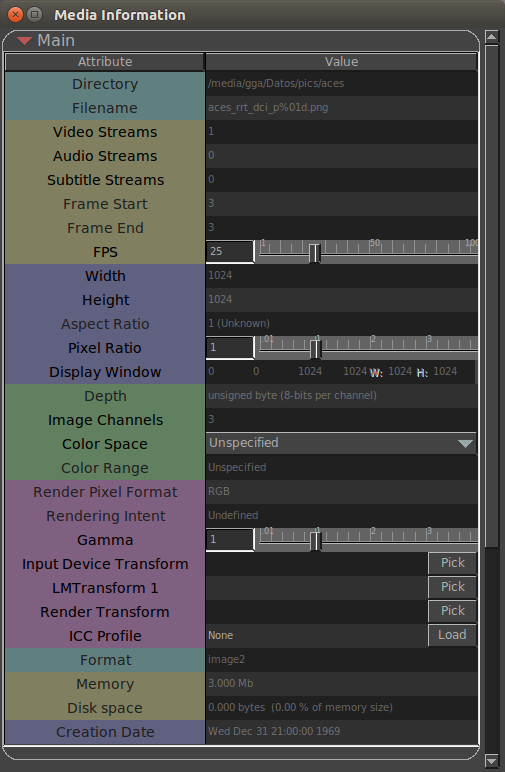 Media Information
Main
Attribute Value
Directory /media/gga/Datos/pics/aces
Filename aces_rrt_dci_p%01d.png
Video Streams 1
Audio Streams 0
Subtitle Streams 0
Frame Start 3
Frame End 3
FPS 25 1 50 100
Width 1024
Height 1024
Aspect Ratio 1 (Unknown)
Pixel Ratio 1 .01 1 2 3
Display Window 0 0 1024 1024 W: 1024 H: 1024
Depth unsigned byte (8-bits per channel)
Image Channels 3
Color Space Unspecified
Color Range Unspecified
Render Pixel Format RGB
Rendering Intent Undefined
Gamma 1 .01 1 2 3
Input Device Transform Pick
LMTransform 1 Pick
Render Transform Pick
ICC Profile None Load
Format image2
Memory 3.000 Mb
Disk space 0.000 bytes (0.00 % of memory size)
Creation Date Wed Dec 31 21:00:00 1969